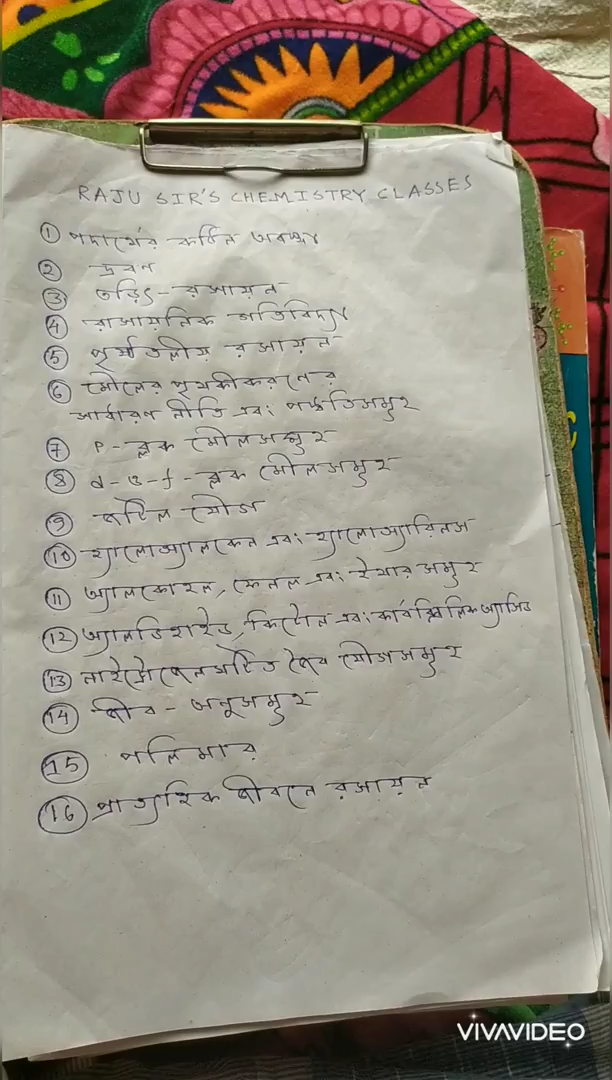 RAJU SIR'S CHEMISTRY CLASSES
① পদার্থের কঠিন অবস্থা
② দ্রবণ
③ তড়িৎ-রসায়ন
④ রাসায়নিক গতিবিদ্যা
⑤ পৃষ্ঠতলীয় রসায়ন
⑥ মৌলের পৃথকীকরণের
সাধারণ নীতি এবং পদ্ধতিসমুহ
⑦ P-ব্লক মৌলসমুহ
⑧ d-ও-f-ব্লক মৌলসমুহ
⑨ জটিল যৌগ
⑩ হ্যালোঅ্যালকেন এবং হ্যালোঅ্যারিনস
⑪ অ্যালকোহল, ফেনল এবং ইথার সমুহ
⑫ অ্যালডিহাইড, কিটোন এবং কার্বক্সিলিক অ্যাসিড
⑬ নাইট্রোজেনঘটিত জৈব যৌগসমুহ
⑭ জীব-অনুসমুহ
⑮ পলিমার
⑯ প্রাত্যহিক জীবনে রসায়ন
VIVAVIDEO